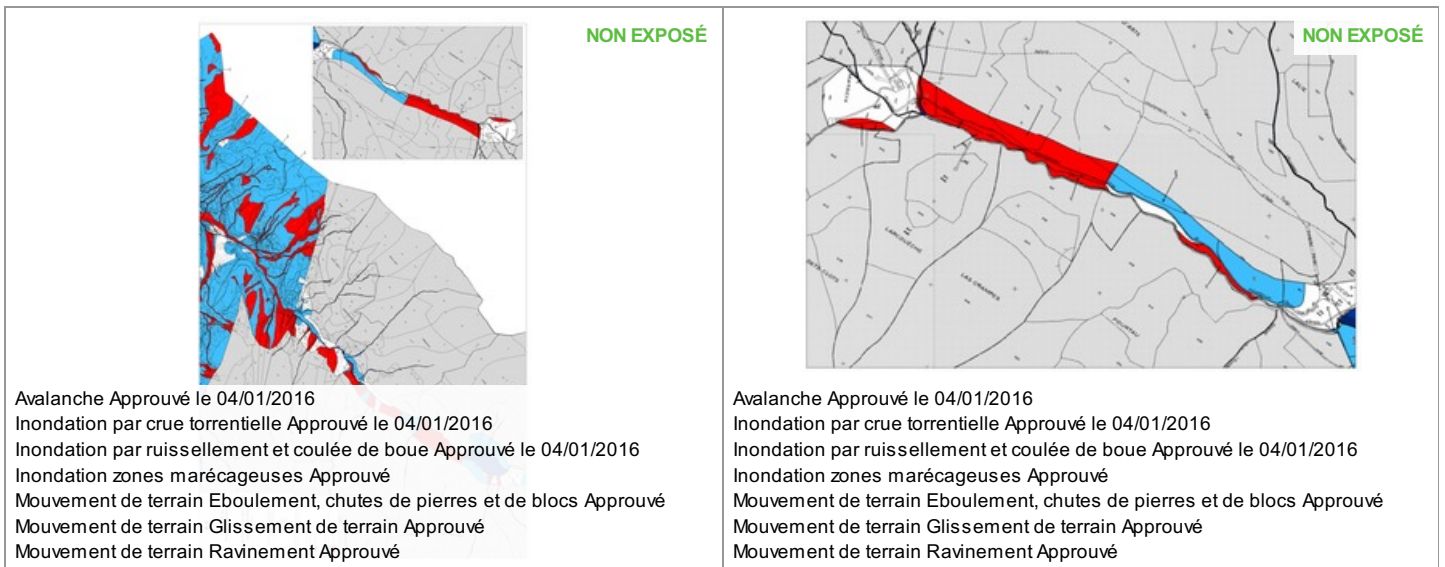 NON EXPOSÉ
Avalanche Approuvé le 04/01/2016
Inondation par crue torrentielle Approuvé le 04/01/2016
Inondation par ruissellement et coulée de boue Approuvé le 04/01/2016
Inondation zones marécageuses Approuvé
Mouvement de terrain Eboulement, chutes de pierres et de blocs Approuvé
Mouvement de terrain Glissement de terrain Approuvé
Mouvement de terrain Ravinement Approuvé
NON EXPOSÉ
LARCOUECHE
LAS CRAMPES
Avalanche Approuvé le 04/01/2016
Inondation par crue torrentielle Approuvé le 04/01/2016
Inondation par ruissellement et coulée de boue Approuvé le 04/01/2016
Inondation zones marécageuses Approuvé
Mouvement de terrain Eboulement, chutes de pierres et de blocs Approuvé
Mouvement de terrain Glissement de terrain Approuvé
Mouvement de terrain Ravinement Approuvé